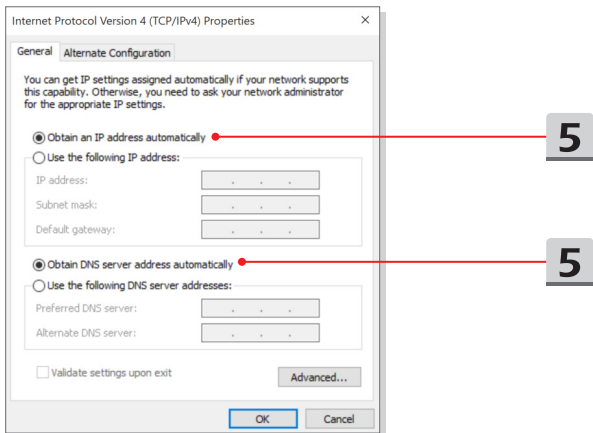 Internet Protocol Version 4 (TCP/IPv4) Properties
General Alternate Configuration
You can get IP settings assigned automatically if your network supports
this capability. Otherwise, you need to ask your network administrator
for the appropriate IP settings.
Obtain an IP address automatically
5
Use the following IP address:
IP address:
Subnet mask:
Default gateway:
Obtain DNS server address automatically
5
Use the following DNS server addresses:
Preferred DNS server:
Alternate DNS server:
Validate settings upon exit
Advanced...
OK Cancel